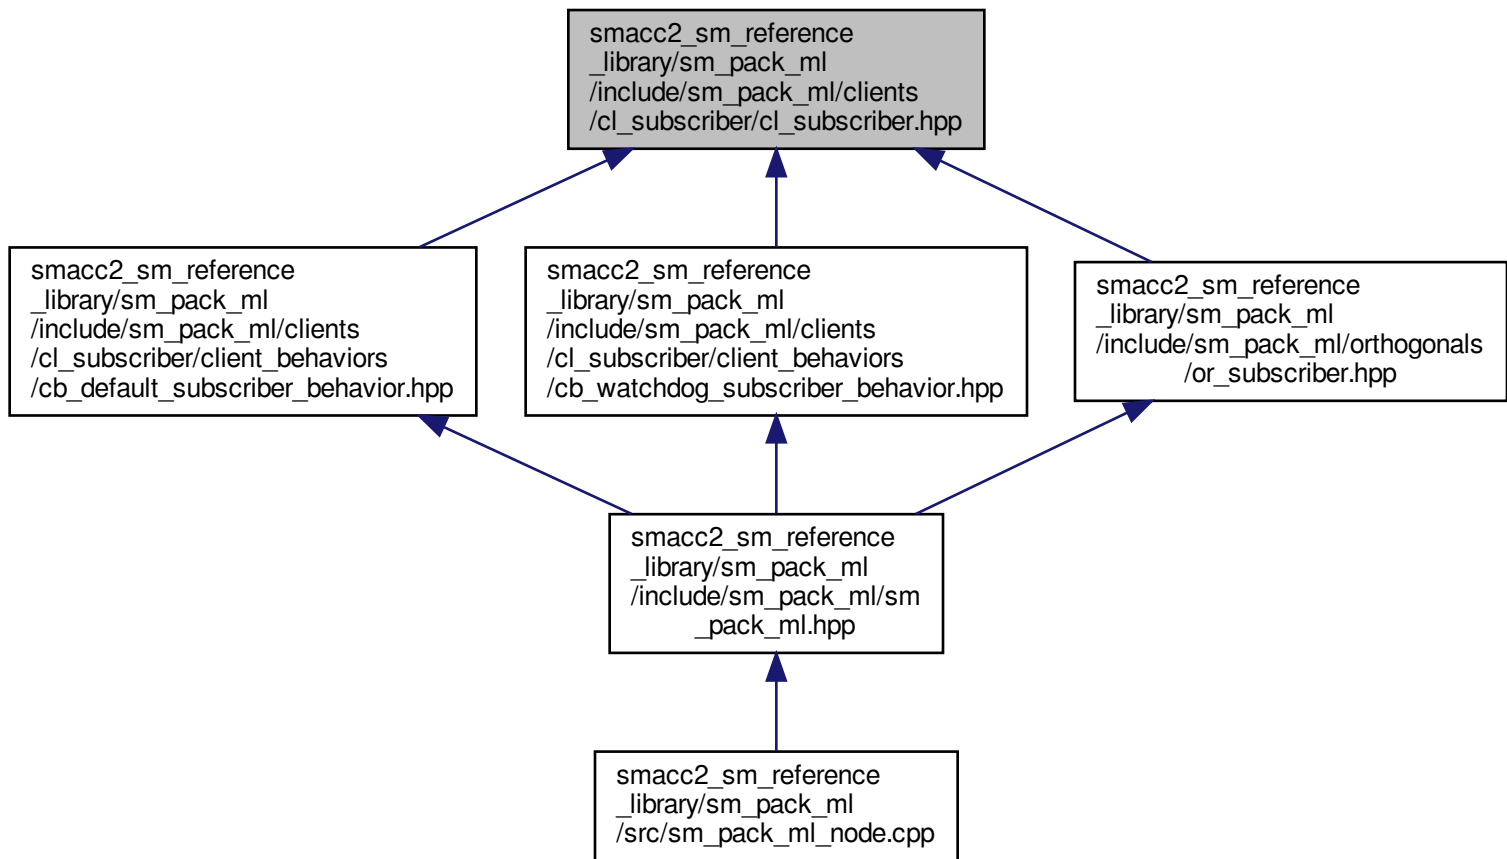 smacc2_sm_reference
_library/sm_pack_ml
/include/sm_pack_ml/clients
/cl_subscriber/cl_subscriber.hpp
smacc2_sm_reference
_library/sm_pack_ml
/include/sm_pack_ml/clients
/cl_subscriber/client_behaviors
/cb_default_subscriber_behavior.hpp
smacc2_sm_reference
_library/sm_pack_ml
/include/sm_pack_ml/clients
/cl_subscriber/client_behaviors
/cb_watchdog_subscriber_behavior.hpp
smacc2_sm_reference
_library/sm_pack_ml
/include/sm_pack_ml/orthogonals
/or_subscriber.hpp
smacc2_sm_reference
_library/sm_pack_ml
/include/sm_pack_ml/sm
_pack_ml.hpp
smacc2_sm_reference
_library/sm_pack_ml
/src/sm_pack_ml_node.cpp